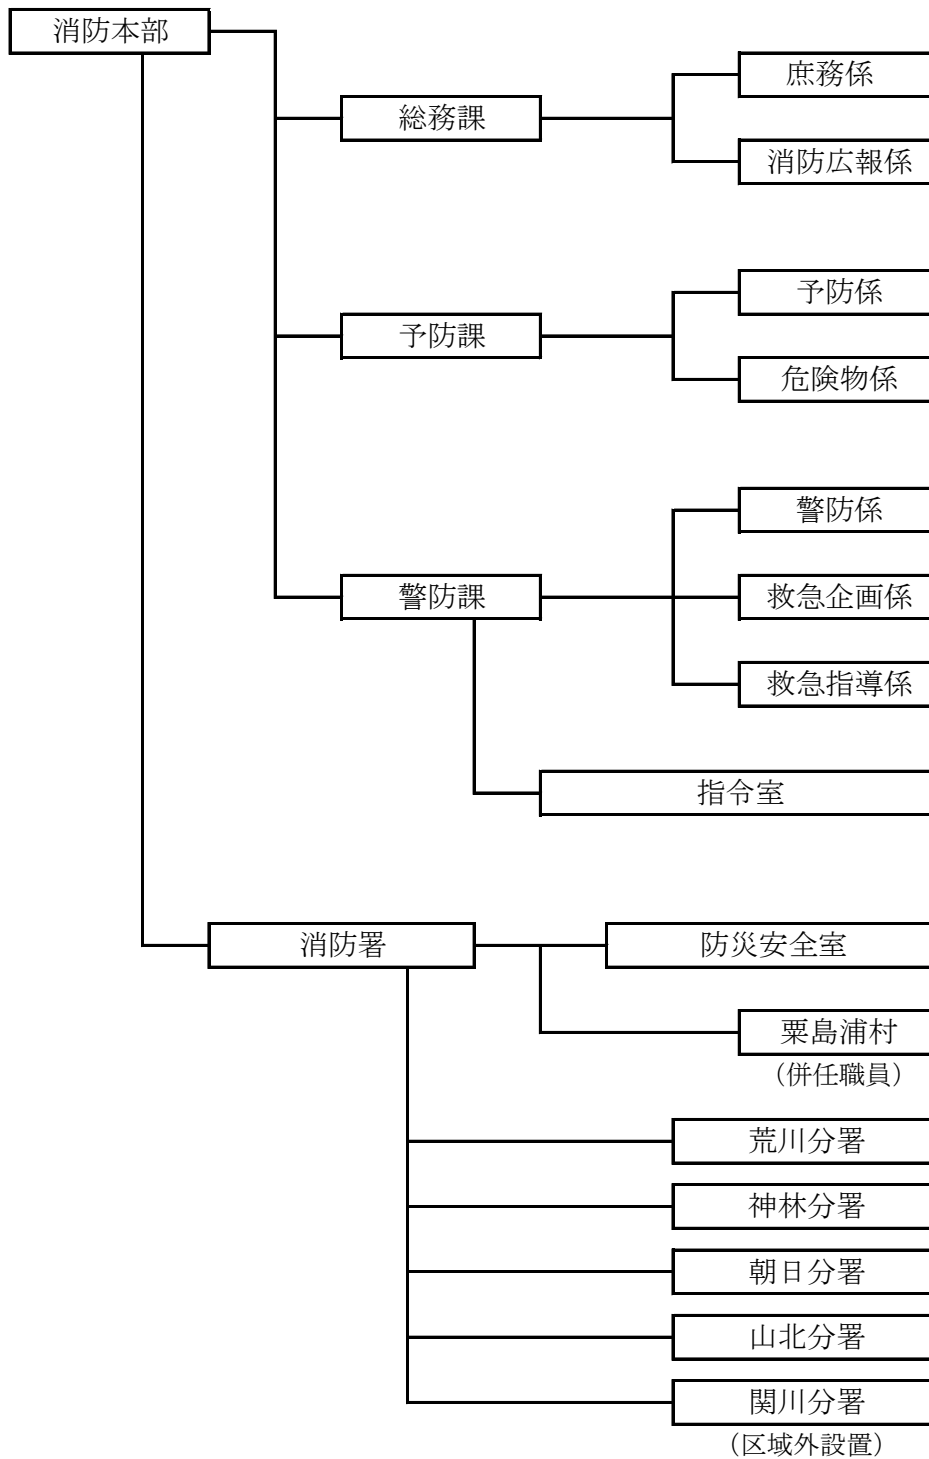 消防本部
総務課
庶務係
消防広報係
予防課
予防係
危険物係
警防課
警防係
救急企画係
救急指導係
指令室
消防署
防災安全室
粟島浦村
（併任職員）
荒川分署
神林分署
朝日分署
山北分署
関川分署
（区域外設置）